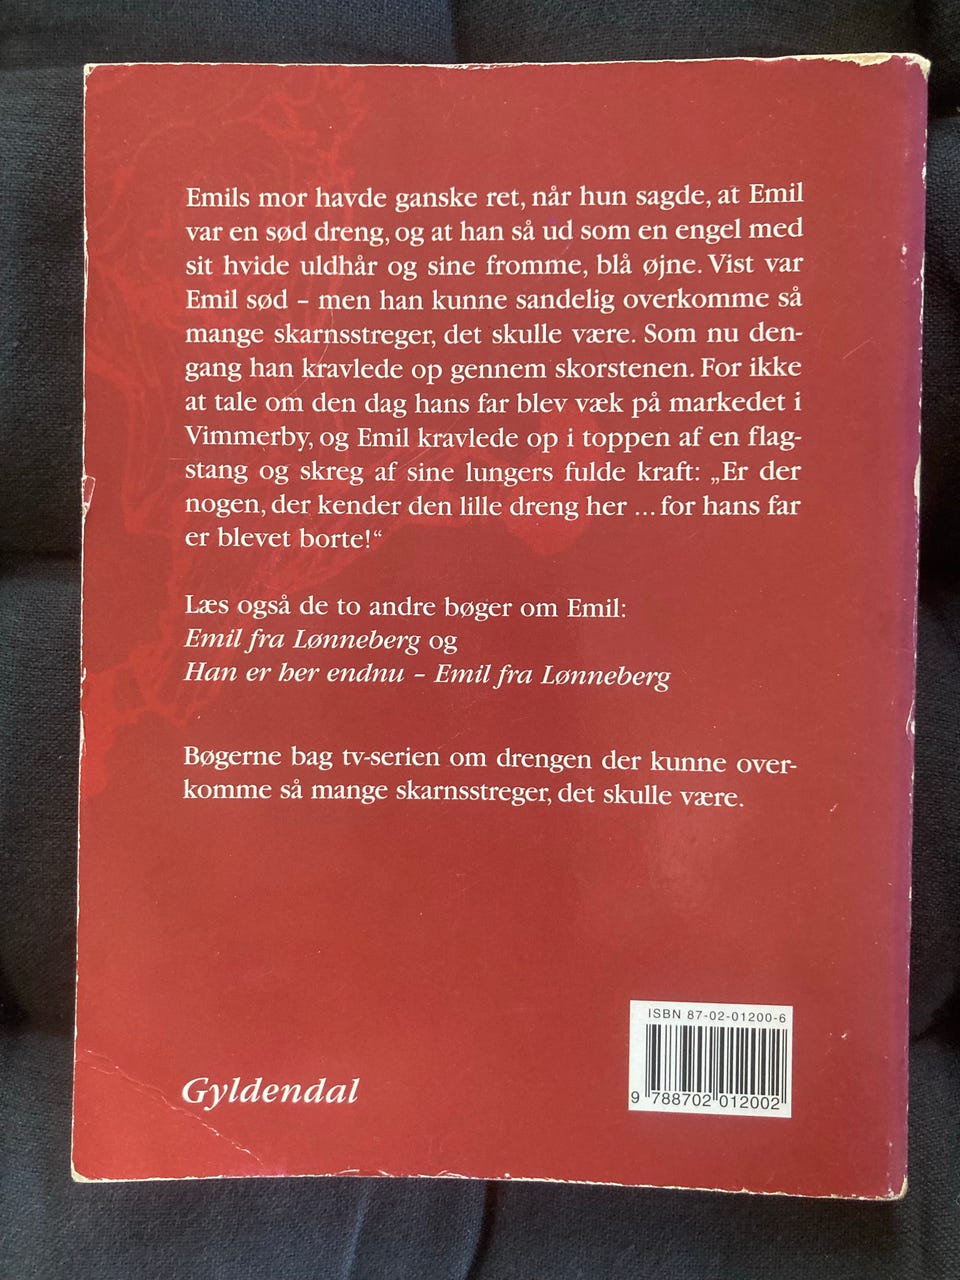 Emils mor havde ganske ret, når hun sagde, at Emil
var en sød dreng, og at han så ud som en engel med
sit hvide uldhår og sine fromme, blå øjne. Vist var
Emil sød – men han kunne sandelig overkomme så
mange skarnsstreger, det skulle være. Som nu den-
gang han kravlede op gennem skorstenen. For ikke
at tale om den dag hans far blev væk på markedet i
Vimmerby, og Emil kravlede op i toppen af en flag-
stang og skreg af sine lungers fulde kraft: „Er der
nogen, der kender den lille dreng her ... for hans far
er blevet borte!“
Læs også de to andre bøger om Emil:
Emil fra Lønneberg og
Han er her endnu – Emil fra Lønneberg
Bøgerne bag tv-serien om drengen der kunne over-
komme så mange skarnsstreger, det skulle være.
ISBN 87-02-01200-6
9 788702 012002
Gyldendal